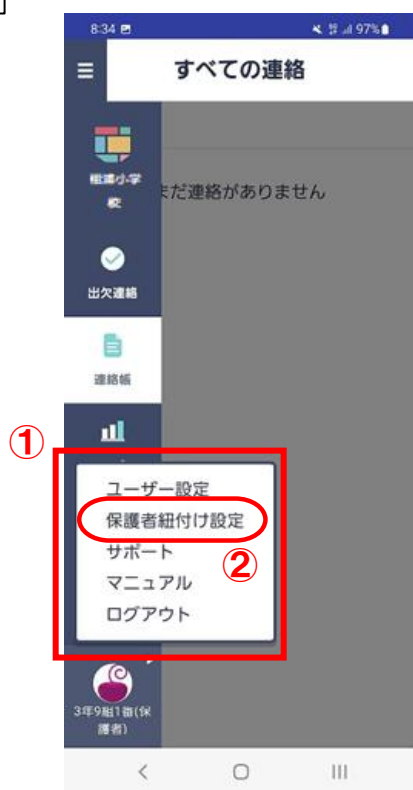 」
8:34 97%
すべての連絡
小学
校
まだ連絡がありません
出欠連絡
連絡帳
①
ユーザー設定
保護者紐付け設定
サポート
②
マニュアル
ログアウト
3年9組1番(保
護者)